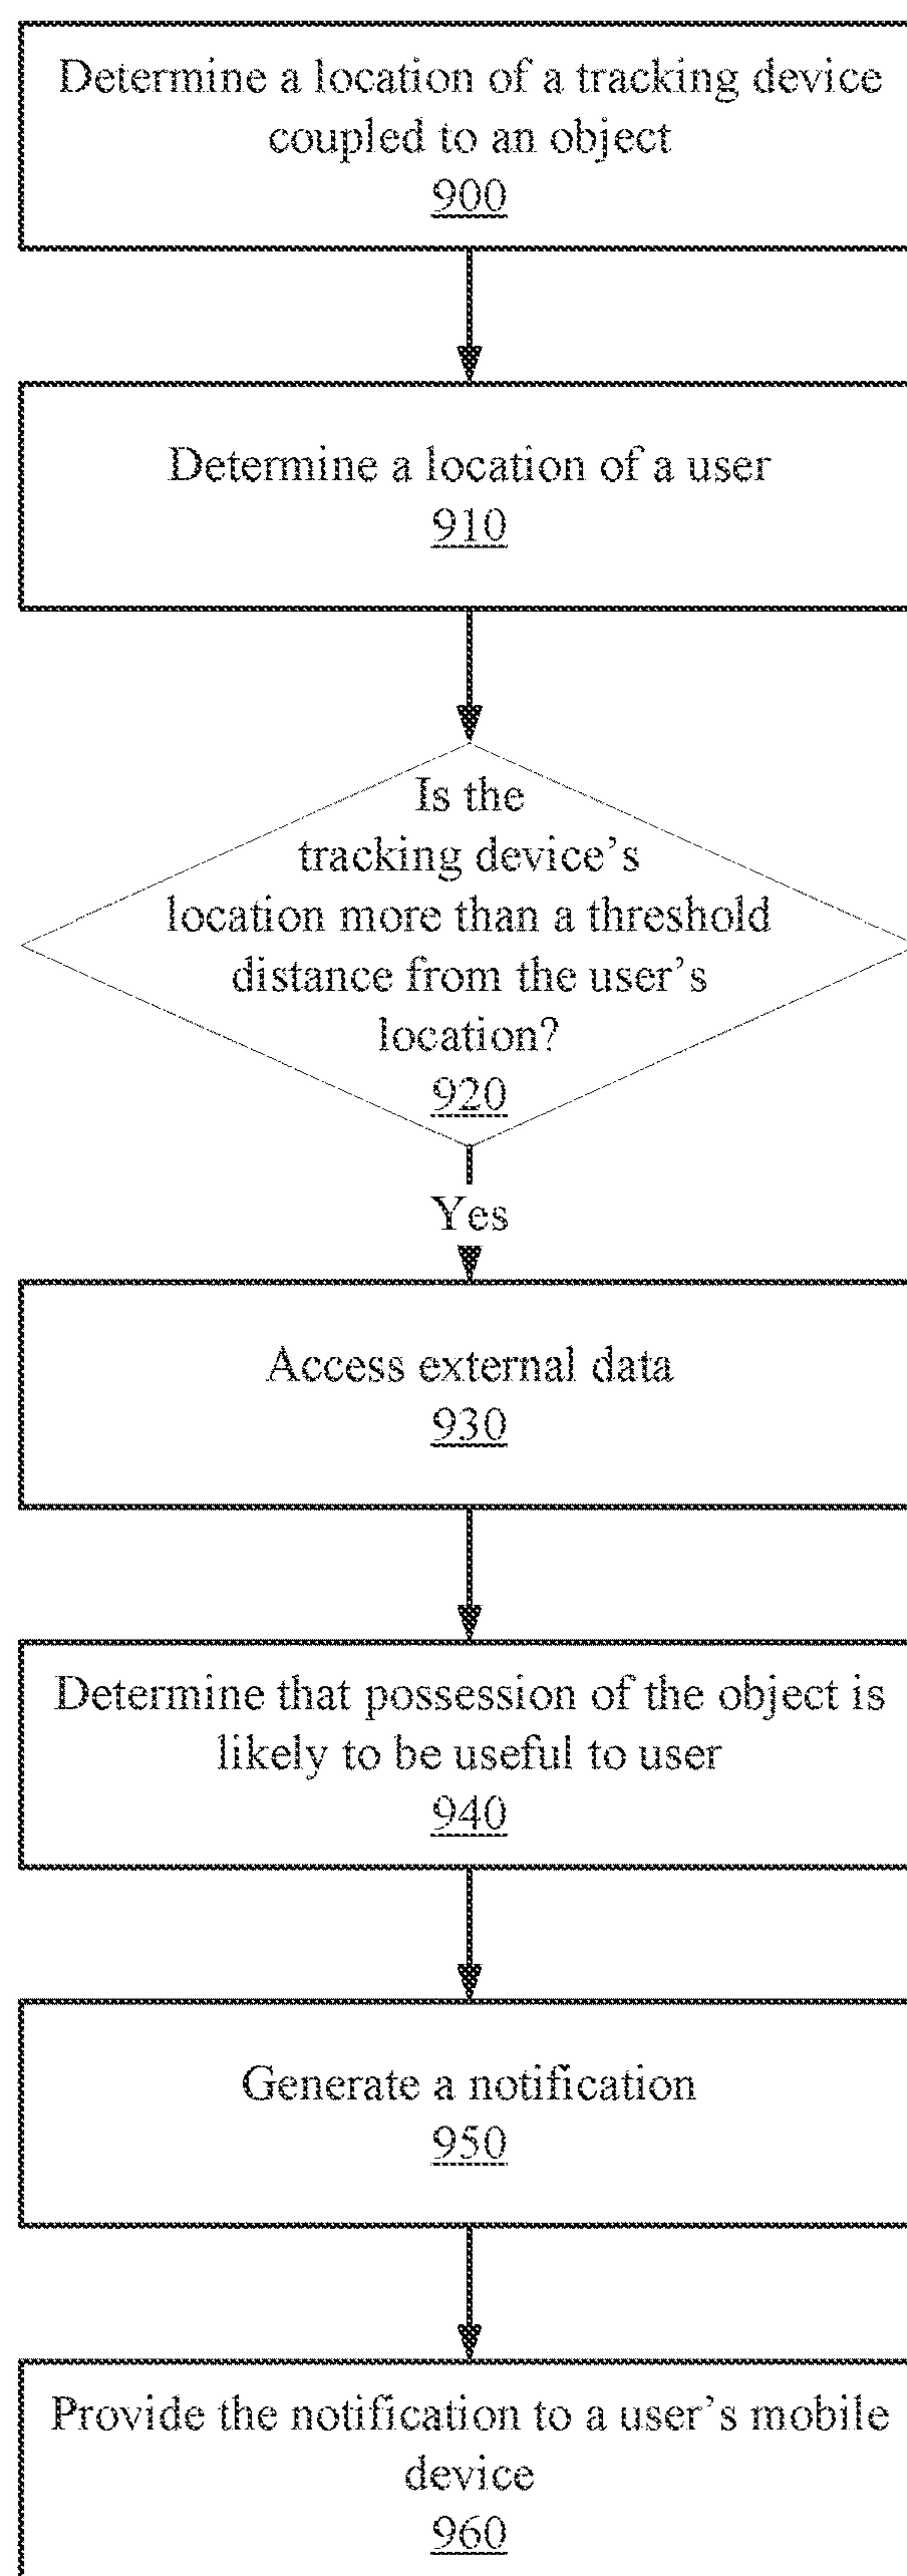 Determine a location of a tracking device
coupled to an object
900
Determine a location of a user
910
Is the
tracking device’s
location more than a threshold
distance from the user’s
location?
920
Yes
Access external data
930
Determine that possession of the object is
likely to be useful to user
940
Generate a notification
950
Provide the notification to a user’s mobile
device
960